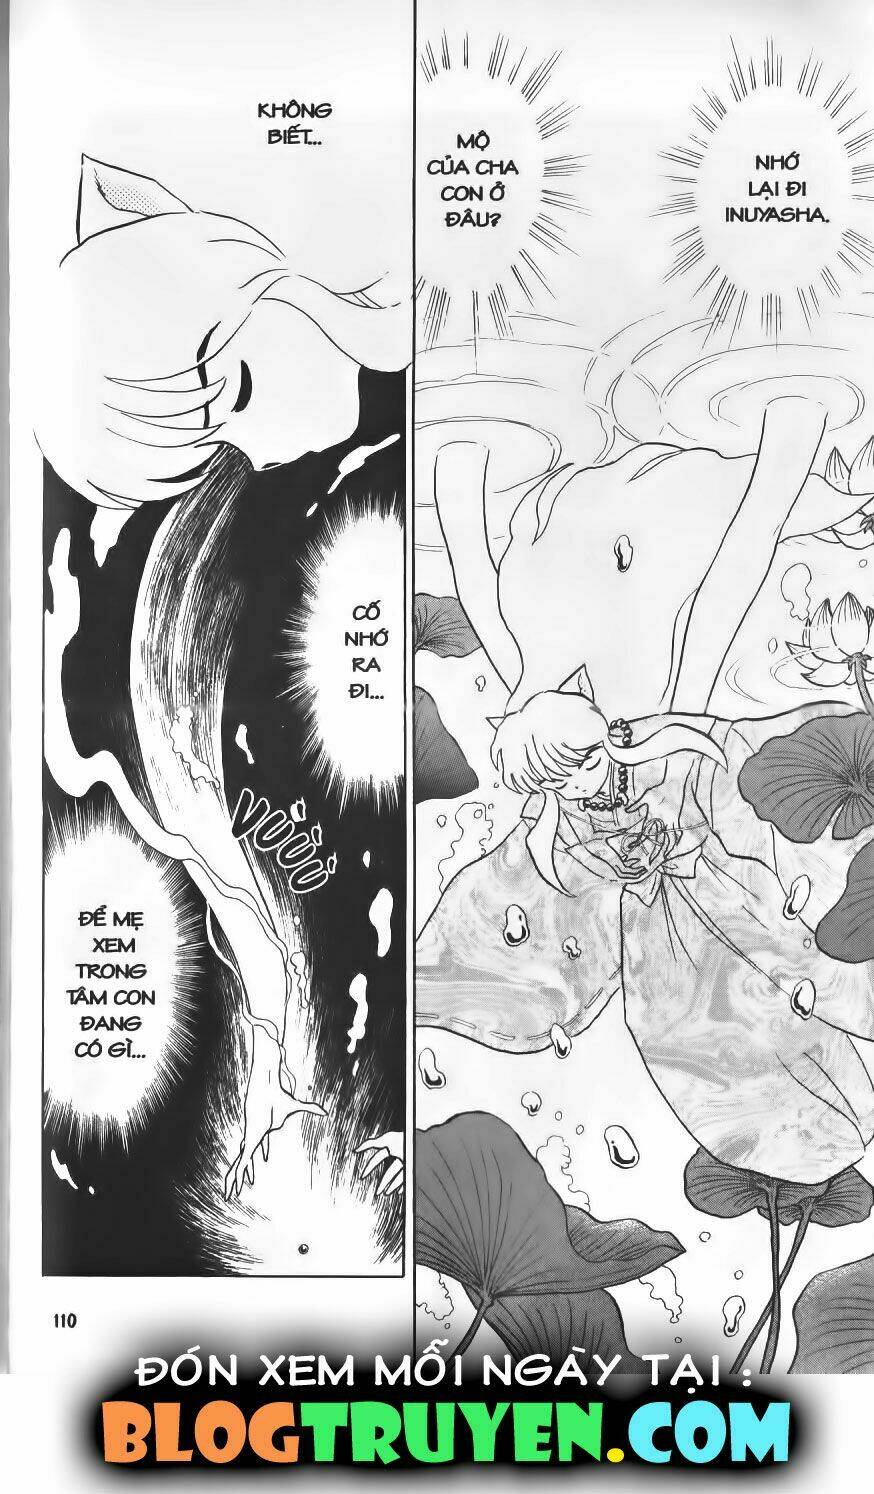 NHỚ
LẠI ĐI
INUYASHA.
MỘ
CỦA CHA
CON Ở
ĐÂU?
KHÔNG
BIẾT...
CỐ
NHỚ
RA
ĐI...
VUÙÙÙ
ĐỂ MẸ
XEM
TRONG
TÂM CON
ĐANG
CÓ GÌ...
110
ĐÓN XEM MỖI NGÀY TẠI :
BLOGTRUYEN.COM